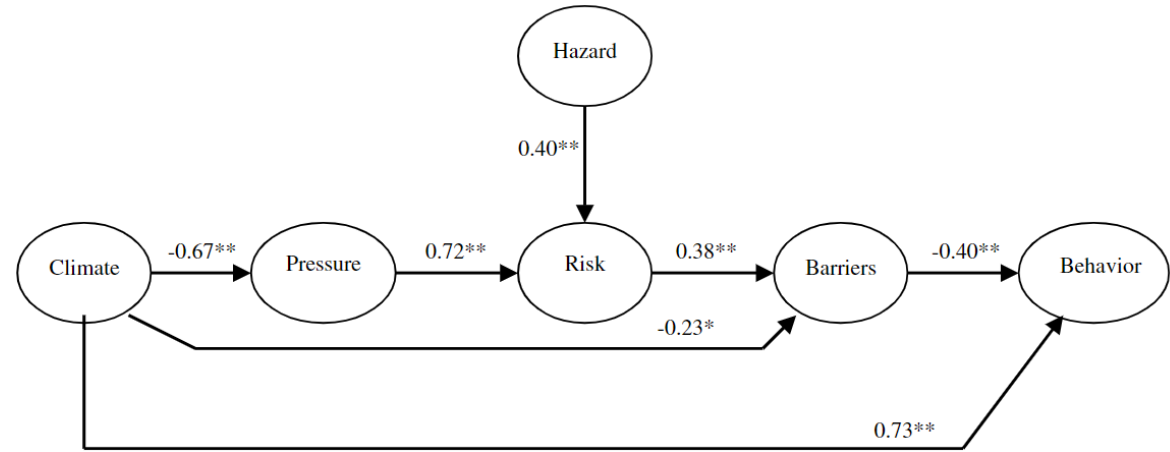 Hazard
0.40**
Climate
-0.67**
Pressure
0.72**
Risk
0.38**
Barriers
-0.40**
Behavior
-0.23*
0.73**